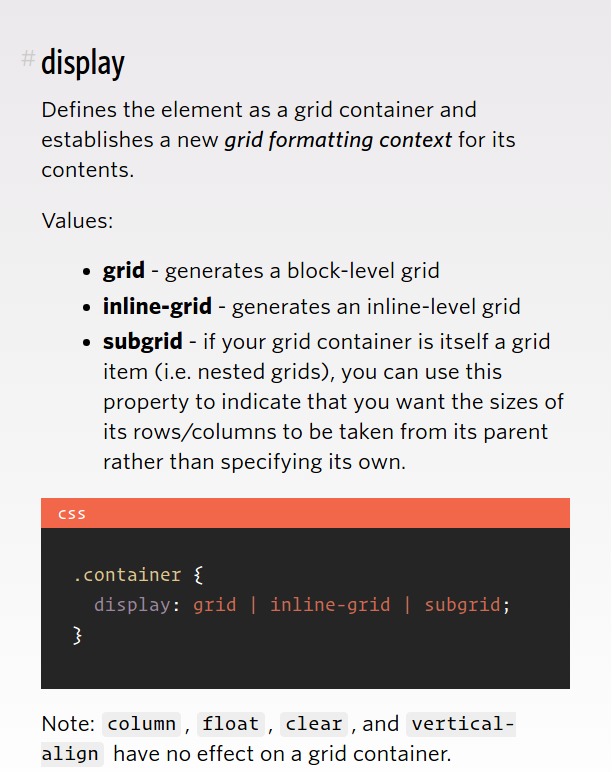 # display
Defines the element as a grid container and
establishes a new grid formatting context for its
contents.
Values:
• grid - generates a block-level grid
• inline-grid - generates an inline-level grid
• subgrid - if your grid container is itself a grid
item (i.e. nested grids), you can use this
property to indicate that you want the sizes of
its rows/columns to be taken from its parent
rather than specifying its own.
css
.container {
  display: grid | inline-grid | subgrid;
}
Note: column, float, clear, and vertical-
align have no effect on a grid container.